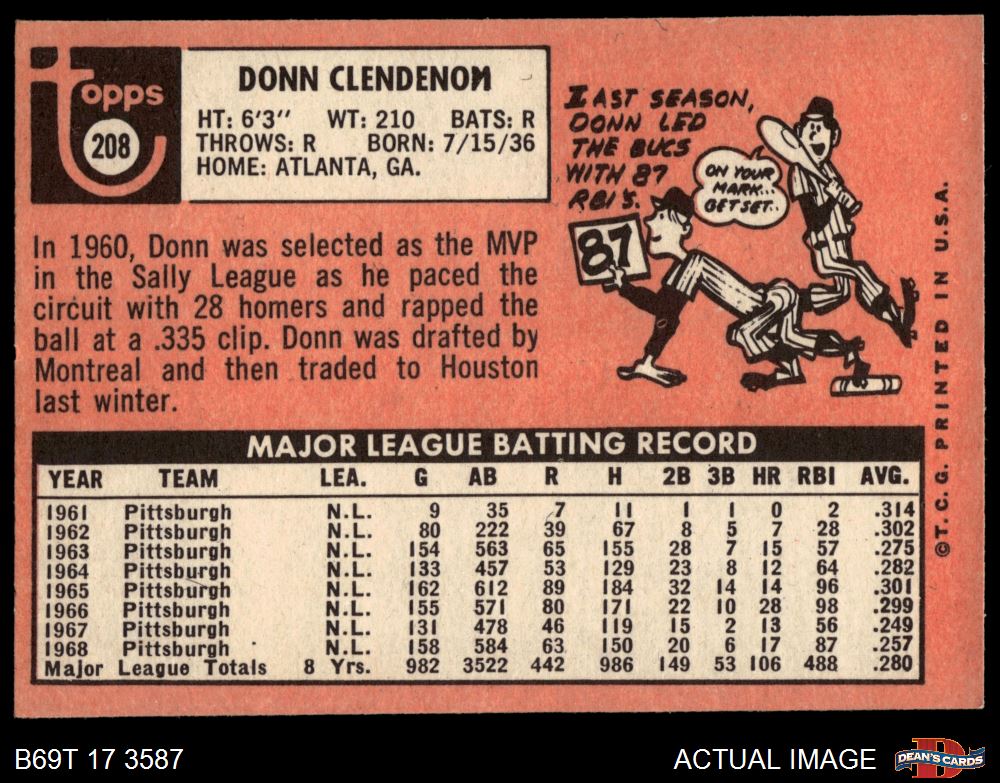 topps
208
DONN CLENDENON
HT: 6'3" WT: 210 BATS: R
THROWS: R BORN: 7/15/36
HOME: ATLANTA, GA.
In 1960, Donn was selected as the MVP
in the Sally League as he paced the
circuit with 28 homers and rapped the
ball at a .335 clip. Donn was drafted by
Montreal and then traded to Houston
last winter.
LAST SEASON,
DONN LED
THE BUCS
WITH 87
RBI'S.
ON YOUR
MARK...
GET SET..
87
MAJOR LEAGUE BATTING RECORD
YEAR TEAM LEA. G AB R H 2B 3B HR RBI AVG.
1961 Pittsburgh N.L. 9 35 7 11 1 1 0 2 .314
1962 Pittsburgh N.L. 80 222 39 67 8 5 7 28 .302
1963 Pittsburgh N.L. 154 563 65 155 28 7 15 57 .275
1964 Pittsburgh N.L. 133 457 53 129 23 8 12 64 .282
1965 Pittsburgh N.L. 162 612 89 184 32 14 14 96 .301
1966 Pittsburgh N.L. 155 571 80 171 22 10 28 98 .299
1967 Pittsburgh N.L. 131 478 46 119 15 2 13 56 .249
1968 Pittsburgh N.L. 158 584 63 150 20 6 17 87 .257
Major League Totals 8 Yrs. 982 3522 442 986 149 53 106 488 .280
©T.C.G. PRINTED IN U.S.A.
B69T 17 3587
ACTUAL IMAGE
D
DEAN'S CARDS